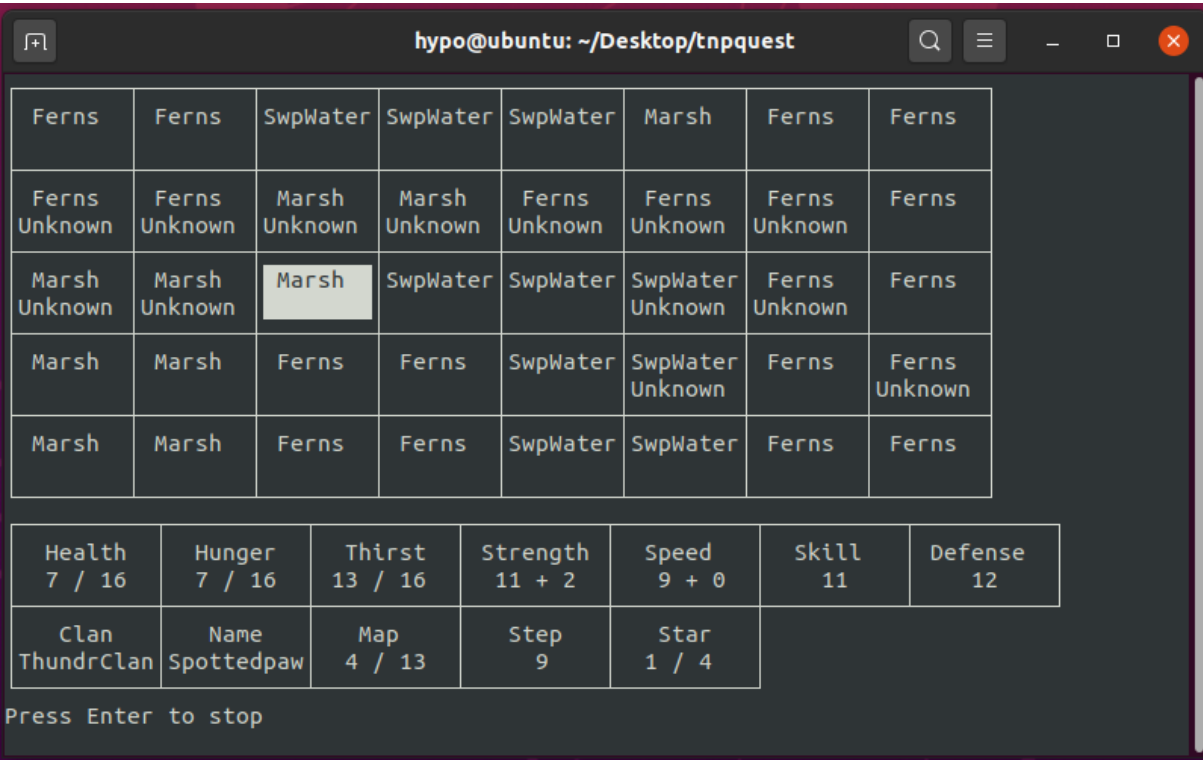 hypo@ubuntu: ~/Desktop/tnpquest
Ferns Ferns SwpWater SwpWater SwpWater Marsh Ferns Ferns
Ferns Ferns Marsh Marsh Ferns Ferns Ferns Ferns
Unknown Unknown Unknown Unknown Unknown Unknown Unknown
Marsh Marsh Marsh SwpWater SwpWater SwpWater Ferns Ferns
Unknown Unknown Unknown Unknown
Marsh Marsh Ferns Ferns SwpWater SwpWater Ferns Ferns
Unknown Unknown
Marsh Marsh Ferns Ferns SwpWater SwpWater Ferns Ferns
Health Hunger Thirst Strength Speed Skill Defense
7 / 16 7 / 16 13 / 16 11 + 2 9 + 0 11 12
Clan Name Map Step Star
ThundrClan Spottedpaw 4 / 13 9 1 / 4
Press Enter to stop